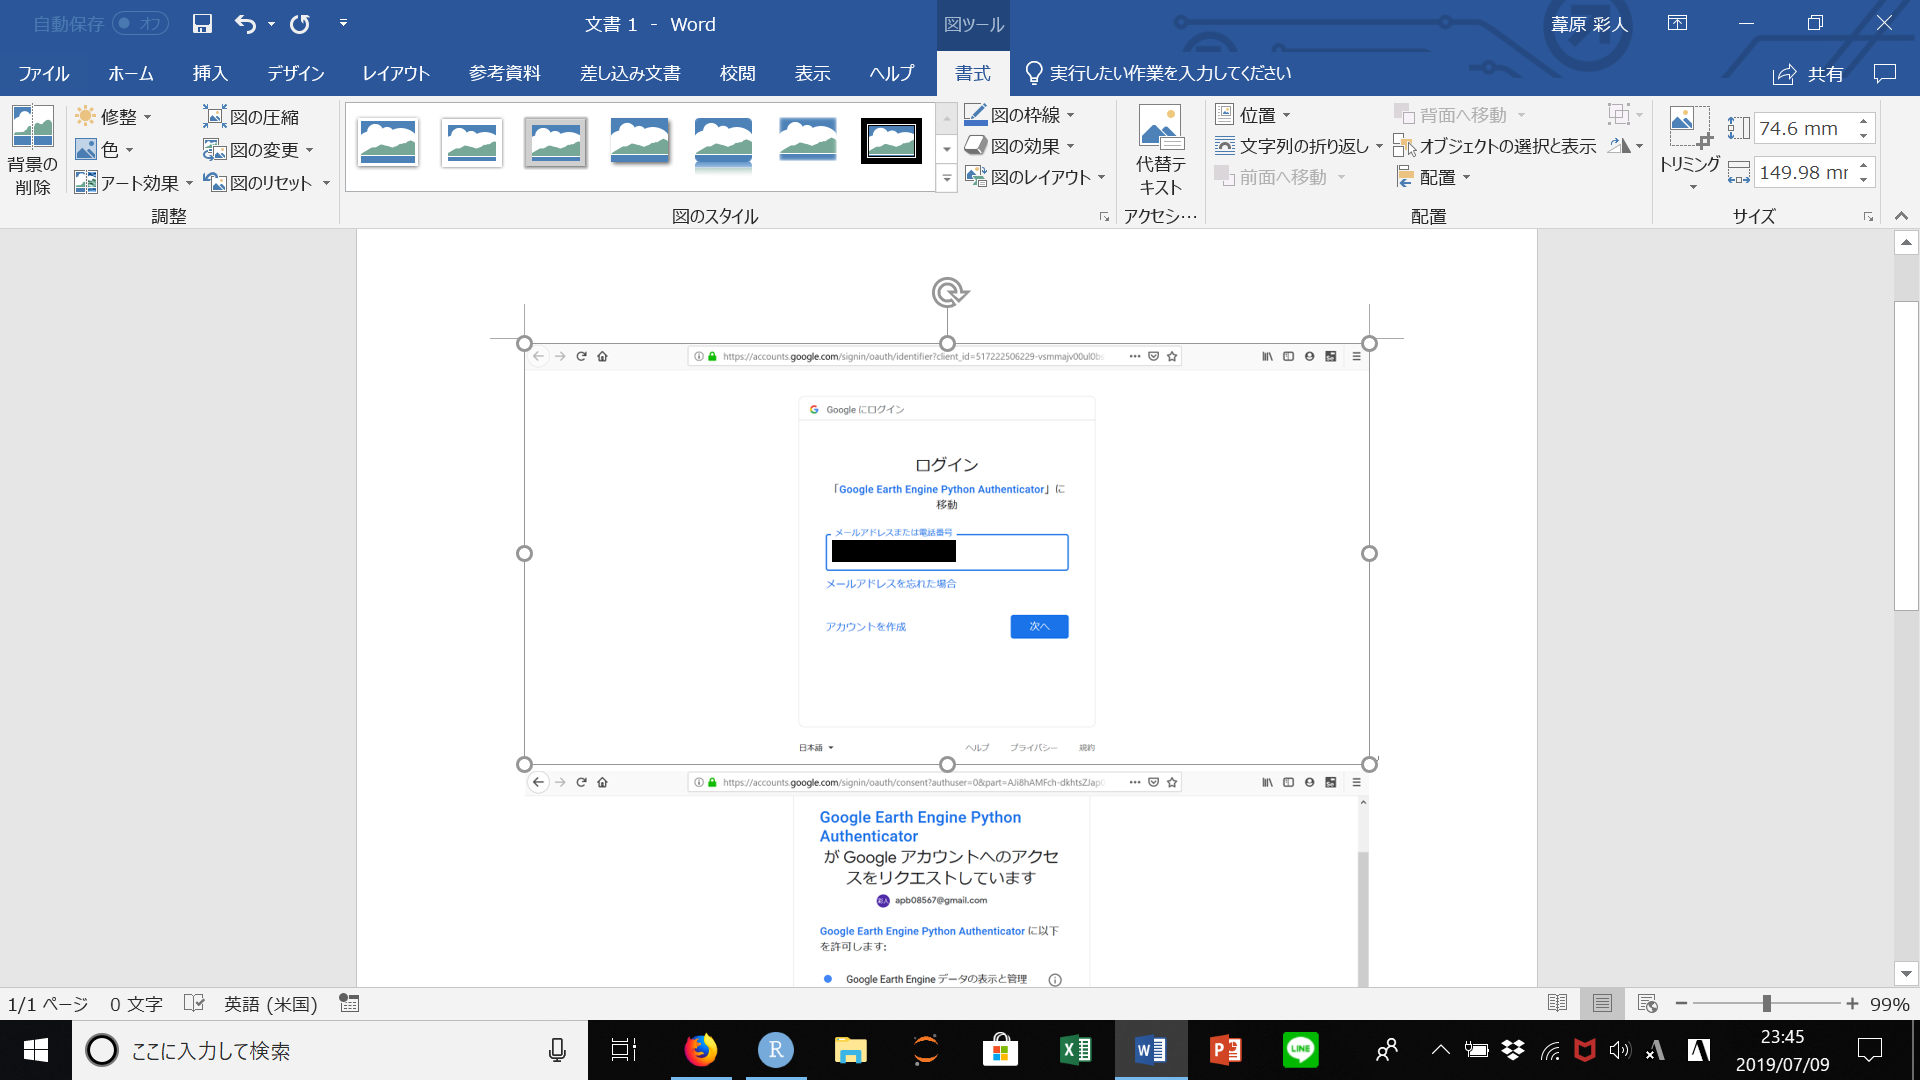 自動保存 オフ
文書 1 - Word
図ツール
葦原 彩人
ファイル ホーム 挿入 デザイン レイアウト 参考資料 差し込み文書 校閲 表示 ヘルプ 書式 実行したい作業を入力してください 共有
背景の
削除
修整
色
アート効果
図の圧縮
図の変更
図のリセット
調整
図のスタイル
図の枠線
図の効果
図のレイアウト
代替テ
キスト
アクセシ…
位置
文字列の折り返し
前面へ移動
背面へ移動
オブジェクトの選択と表示
配置
配置
トリミング
74.6 mm
149.98 mr
サイズ
https://accounts.google.com/signin/oauth/identifier?client_id=517222506229-vsmmajv00ul0bs
Google にログイン
ログイン
「Google Earth Engine Python Authenticator」に
移動
メールアドレスまたは電話番号
メールアドレスを忘れた場合
アカウントを作成
次へ
日本語 ヘルプ プライバシー 規約
https://accounts.google.com/signin/oauth/consent?authuser=0&part=AJi8hAMFch-dkhtsZJap
Google Earth Engine Python
Authenticator
が Google アカウントへのアクセ
スをリクエストしています
彩人 apb08567@gmail.com
Google Earth Engine Python Authenticator に以下
を許可します:
Google Earth Engine データの表示と管理
1/1 ページ 0 文字 英語 (米国) 99%
ここに入力して検索
LINE
23:45
2019/07/09